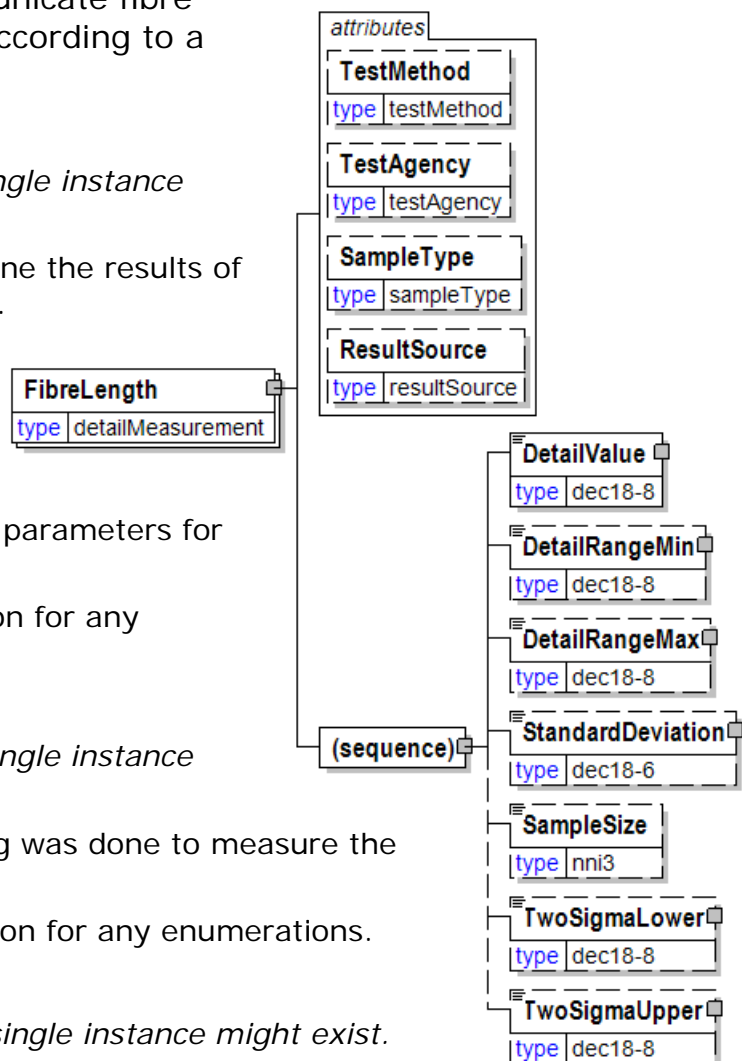 unicate fibre
ccording to a
ngle instance
ne the results of
.
parameters for
on for any
ngle instance
g was done to measure the
on for any enumerations.
single instance might exist.
FibreLength
type detailMeasurement
attributes
TestMethod
type testMethod
TestAgency
type testAgency
SampleType
type sampleType
ResultSource
type resultSource
(sequence)
DetailValue
type dec18-8
DetailRangeMin
type dec18-8
DetailRangeMax
type dec18-8
StandardDeviation
type dec18-6
SampleSize
type nni3
TwoSigmaLower
type dec18-8
TwoSigmaUpper
type dec18-8